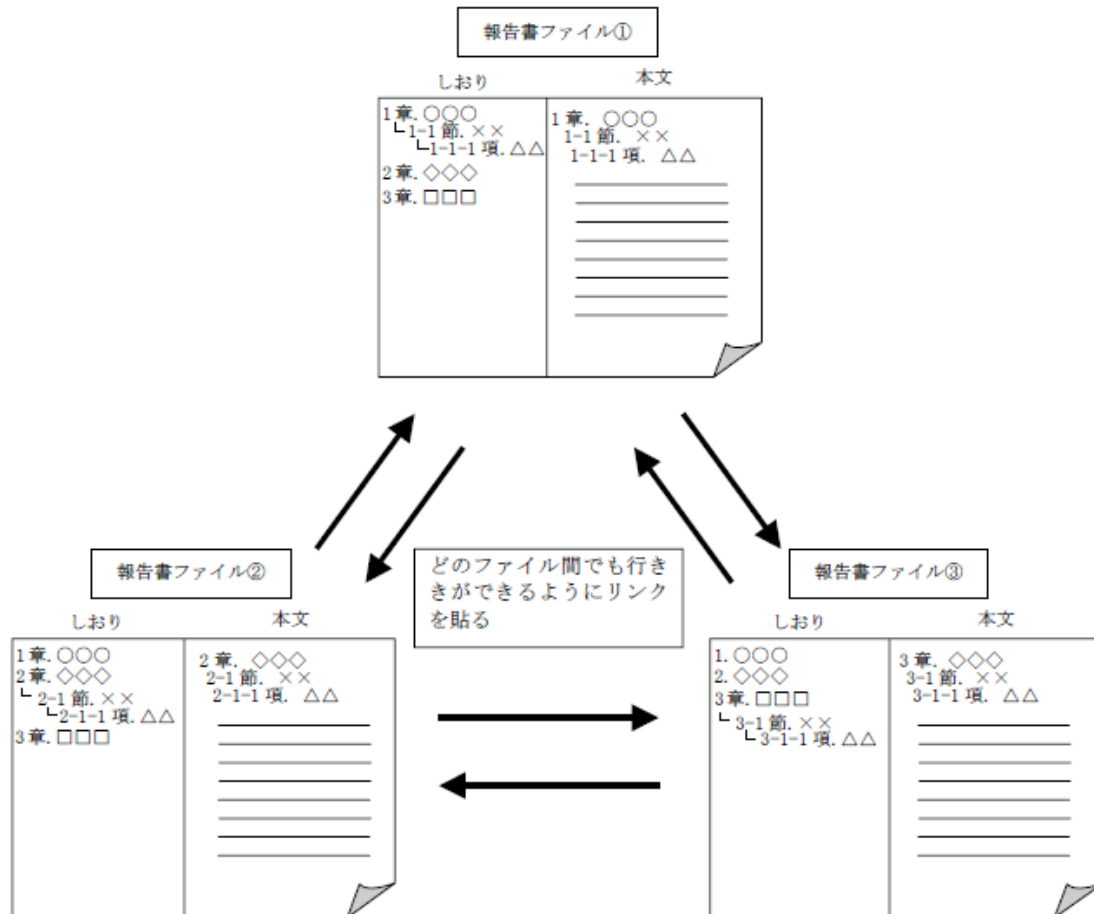 報告書ファイル①
しおり
本文
1章.○○○
1-1節.××
1-1-1項.△△
2章.◇◇◇
3章.□□□
1章. ○○○
1-1節. ××
1-1-1項. △△
どのファイル間でも行き
きができるようにリンク
を貼る
報告書ファイル②
しおり
本文
1章.○○○
2章.◇◇◇
2-1節.××
2-1-1項.△△
3章.□□□
2章. ◇◇◇
2-1節. ××
2-1-1項. △△
報告書ファイル③
しおり
本文
1.○○○
2.◇◇◇
3章.□□□
3-1節.××
3-1-1項.△△
3章. ◇◇◇
3-1節. ××
3-1-1項. △△